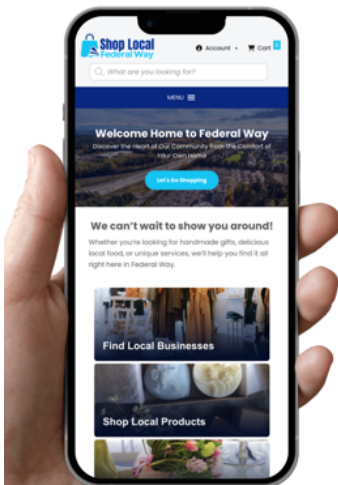 Shop Local
Federal Way
Account
Cart
0
What are you looking for?
MENU
Welcome Home to Federal Way
Discover the Heart of Our Community from the Comfort of
Your Own Home
Let's Go Shopping
We can't wait to show you around!
Whether you're looking for handmade gifts, delicious
local food, or unique services, we'll help you find it all
right here in Federal Way.
Find Local Businesses
Shop Local Products